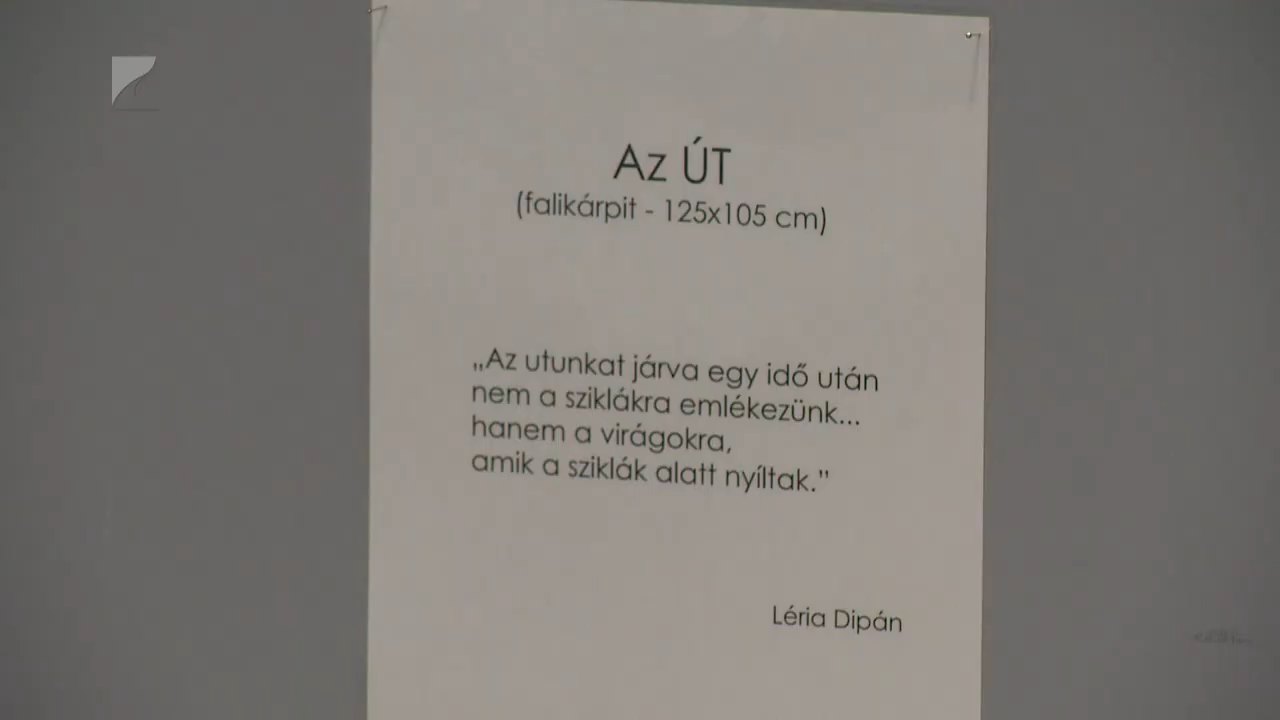 Az ÚT
(falikárpit - 125x105 cm)
„Az utunkat járva egy idő után
nem a sziklákra emlékezünk...
hanem a virágokra,
amik a sziklák alatt nyíltak.”
Léria Dipán